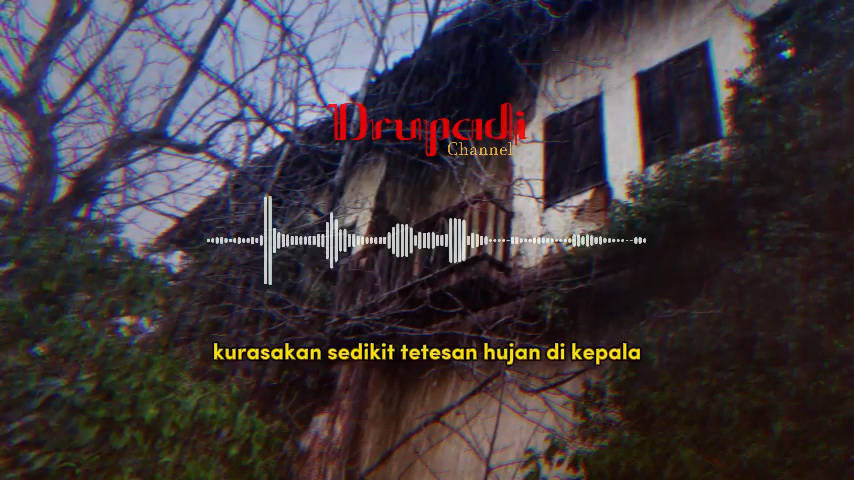 Drupadi
Channel
kurasakan sedikit tetesan hujan di kepala